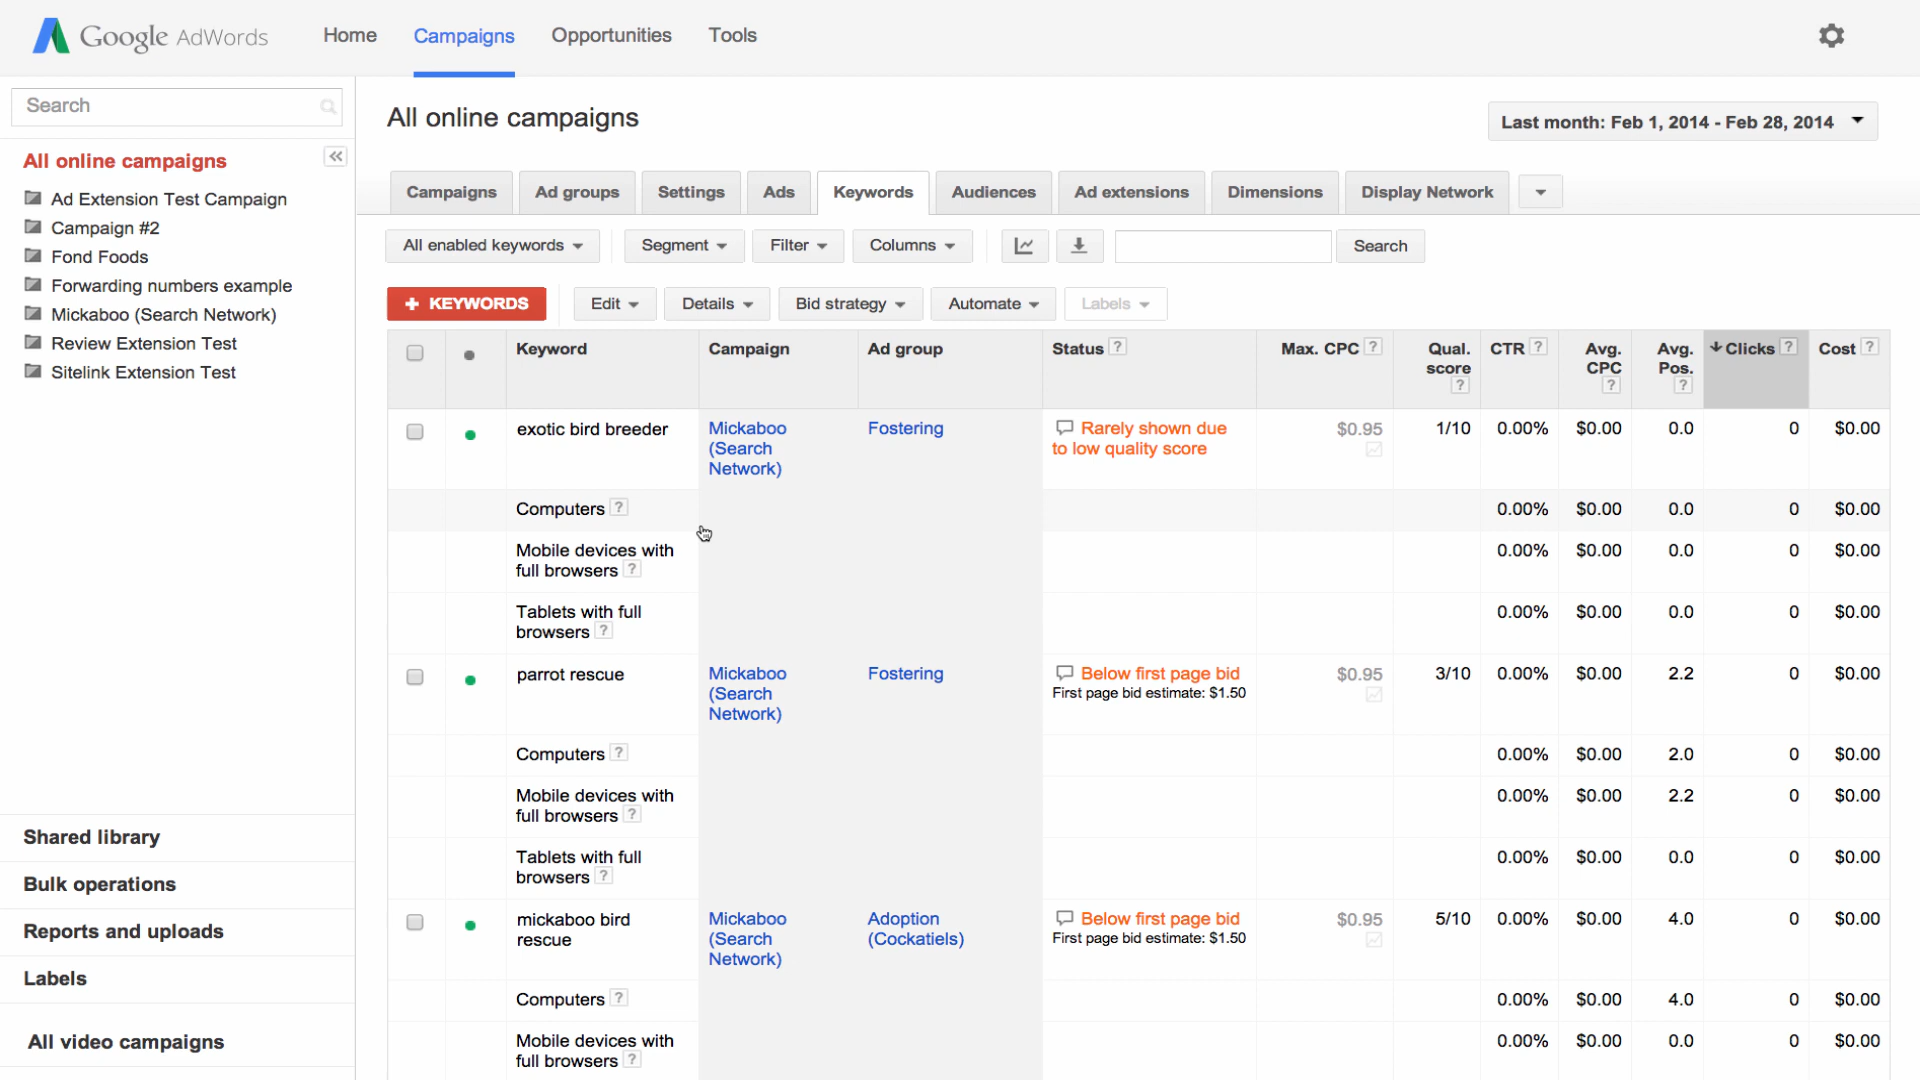 Google AdWords
Home
Campaigns
Opportunities
Tools
Search
All online campaigns
Ad Extension Test Campaign
Campaign #2
Fond Foods
Forwarding numbers example
Mickaboo (Search Network)
Review Extension Test
Sitelink Extension Test
Shared library
Bulk operations
Reports and uploads
Labels
All video campaigns
All online campaigns
Last month: Feb 1, 2014 - Feb 28, 2014
Campaigns
Ad groups
Settings
Ads
Keywords
Audiences
Ad extensions
Dimensions
Display Network
All enabled keywords
Segment
Filter
Columns
Search
+ KEYWORDS
Edit
Details
Bid strategy
Automate
Labels
Keyword
Campaign
Ad group
Status ?
Max. CPC ?
Qual.
score
?
CTR ?
Avg.
CPC
?
Avg.
Pos.
?
Clicks ?
Cost ?
exotic bird breeder
Mickaboo
(Search
Network)
Fostering
Rarely shown due
to low quality score
$0.95
1/10
0.00%
$0.00
0.0
0
$0.00
Computers ?
0.00%
$0.00
0.0
0
$0.00
Mobile devices with
full browsers ?
0.00%
$0.00
0.0
0
$0.00
Tablets with full
browsers ?
0.00%
$0.00
0.0
0
$0.00
parrot rescue
Mickaboo
(Search
Network)
Fostering
Below first page bid
First page bid estimate: $1.50
$0.95
3/10
0.00%
$0.00
2.2
0
$0.00
Computers ?
0.00%
$0.00
2.0
0
$0.00
Mobile devices with
full browsers ?
0.00%
$0.00
2.2
0
$0.00
Tablets with full
browsers ?
0.00%
$0.00
0.0
0
$0.00
mickaboo bird
rescue
Mickaboo
(Search
Network)
Adoption
(Cockatiels)
Below first page bid
First page bid estimate: $1.50
$0.95
5/10
0.00%
$0.00
4.0
0
$0.00
Computers ?
0.00%
$0.00
4.0
0
$0.00
Mobile devices with
full browsers ?
0.00%
$0.00
0.0
0
$0.00